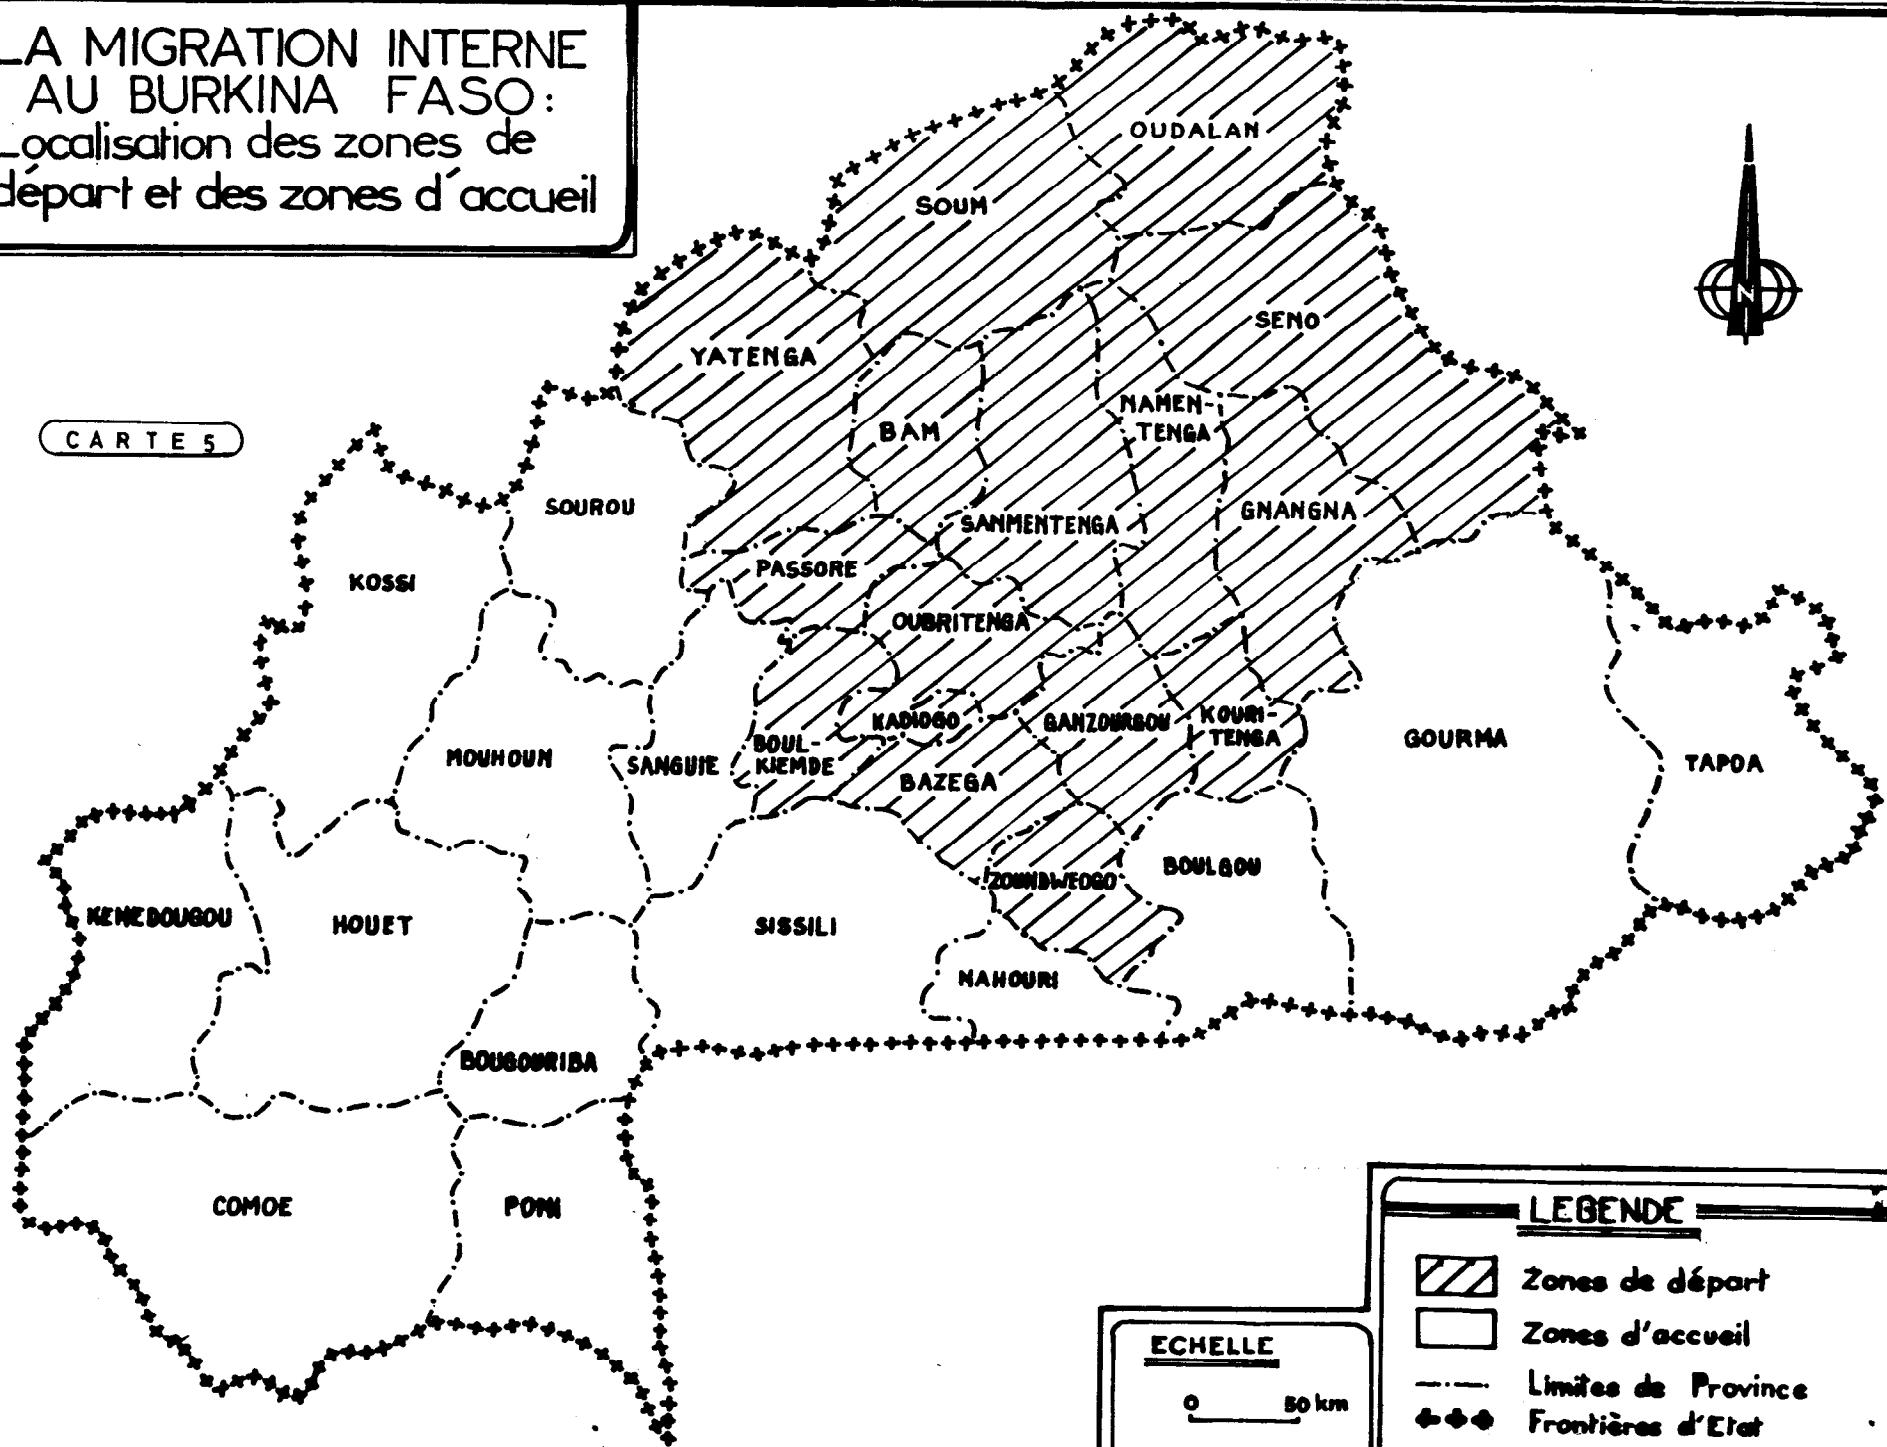 LA MIGRATION INTERNE
AU BURKINA FASO:
Localisation des zones de
départ et des zones d'accueil
CARTE 5
OUDALAN
SOUM
SENO
YATENGA
NAMEN-
TENGA
BAM
SOUROU
GNANGNA
SANMENTENGA
KOSSI
PASSORE
OUBRITENGA
KADIOGO
GANZOURGOU
KOURI-
TENGA
GOURMA
MOUHOUN
SANGUIE
BOUL-
KIEMDE
TAPOA
BAZEGA
BOULGOU
ZOUNDWEOGO
KENEDOUGOU
HOUET
SISSILI
NAHOURI
BOUGOURIBA
COMOE
PONI
N
LEGENDE
Zones de départ
Zones d'accueil
Limites de Province
Frontières d'Etat
ECHELLE
0 50 km